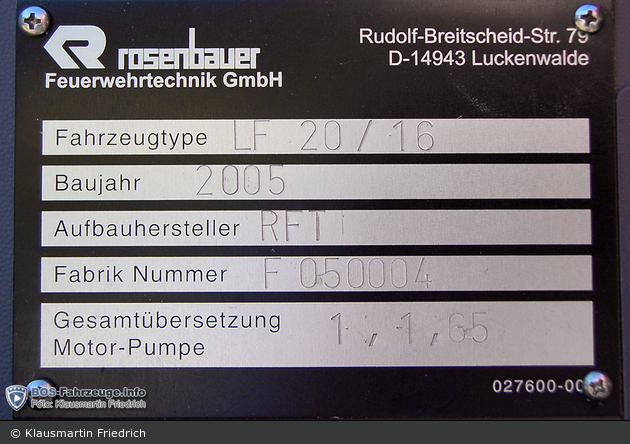 rosenbauer
Feuerwehrtechnik GmbH
Rudolf-Breitscheid-Str. 79
D-14943 Luckenwalde
Fahrzeugtype LF 20/16
Baujahr 2005
Aufbauhersteller RFT
Fabrik Nummer F 050004
Gesamtübersetzung
Motor-Pumpe 1,1,65
027600-00
BOS-Fahrzeuge.Info
Foto: Klausmartin Friedrich
© Klausmartin Friedrich